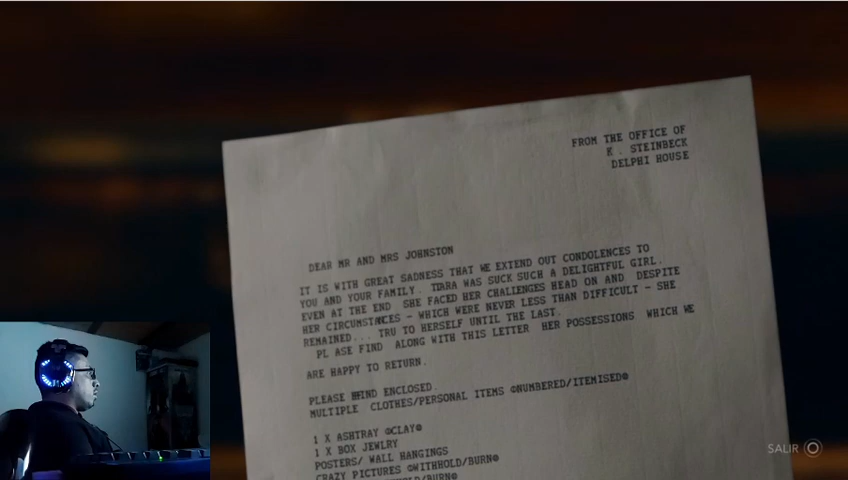 FROM THE OFFICE OF
K . STEINBECK
DELPHI HOUSE
DEAR MR AND MRS JOHNSTON
IT IS WITH GREAT SADNESS THAT WE EXTEND OUT CONDOLENCES TO
YOU AND YOUR FAMILY. TIARA WAS SUCK SUCH A DELIGHTFUL GIRL.
EVEN AT THE END SHE FACED HER CHALLENGES HEAD ON AND DESPITE
HER CIRCUMSTANCES - WHICH WERE NEVER LESS THAN DIFFICULT - SHE
REMAINED... TRU TO HERSELF UNTIL THE LAST.
PL ASE FIND ALONG WITH THIS LETTER HER POSSESSIONS WHICH WE
ARE HAPPY TO RETURN.
PLEASE FIND ENCLOSED.
MULTIPLE CLOTHES/PERSONAL ITEMS ©NUMBERED/ITEMISED©
1 X ASHTRAY ©CLAY©
1 X BOX JEWLRY
POSTERS/ WALL HANGINGS
CRAZY PICTURES ©WITHHOLD/BURN©
SALIR